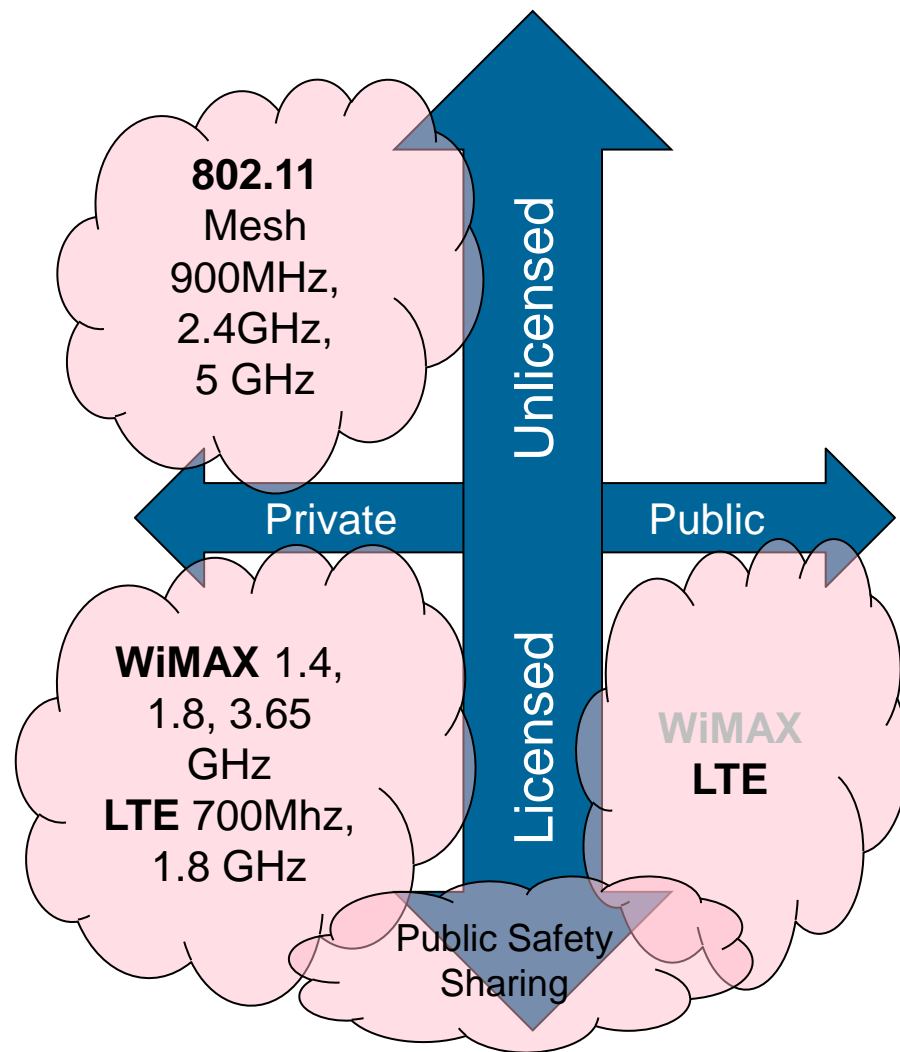 802.11
Mesh
900MHz,
2.4GHz,
5 GHz
Unlicensed
Private
Public
WiMAX 1.4,
1.8, 3.65
GHz
LTE 700Mhz,
1.8 GHz
Licensed
WiMAX
LTE
Public Safety
Sharing